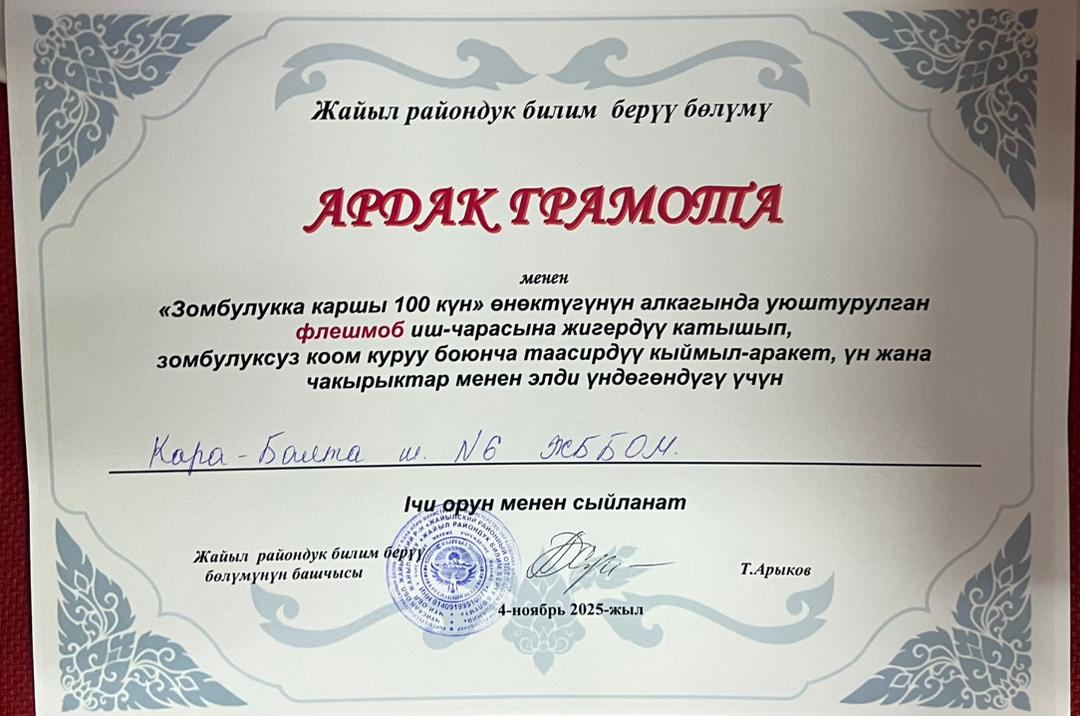 Жайыл райондук билим берүү бөлүмү
АРДАК ГРАМОТА
менен
«Зомбулукка каршы 100 күн» өнөктүгүнүн алкагында уюштурулган
флешмоб иш-чарасына жигердүү катышып,
зомбулуксуз коом куруу боюнча таасирдүү кыймыл-аракет, үн жана
чакырыктар менен элди үндөгөндүгү үчүн
Кара-Балта ш. N6 ЖББОМ.
Iчи орун менен сыйланат
Жайыл райондук билим берүү
бөлүмүнүн башчысы
Т.Арыков
4-ноябрь 2025-жыл